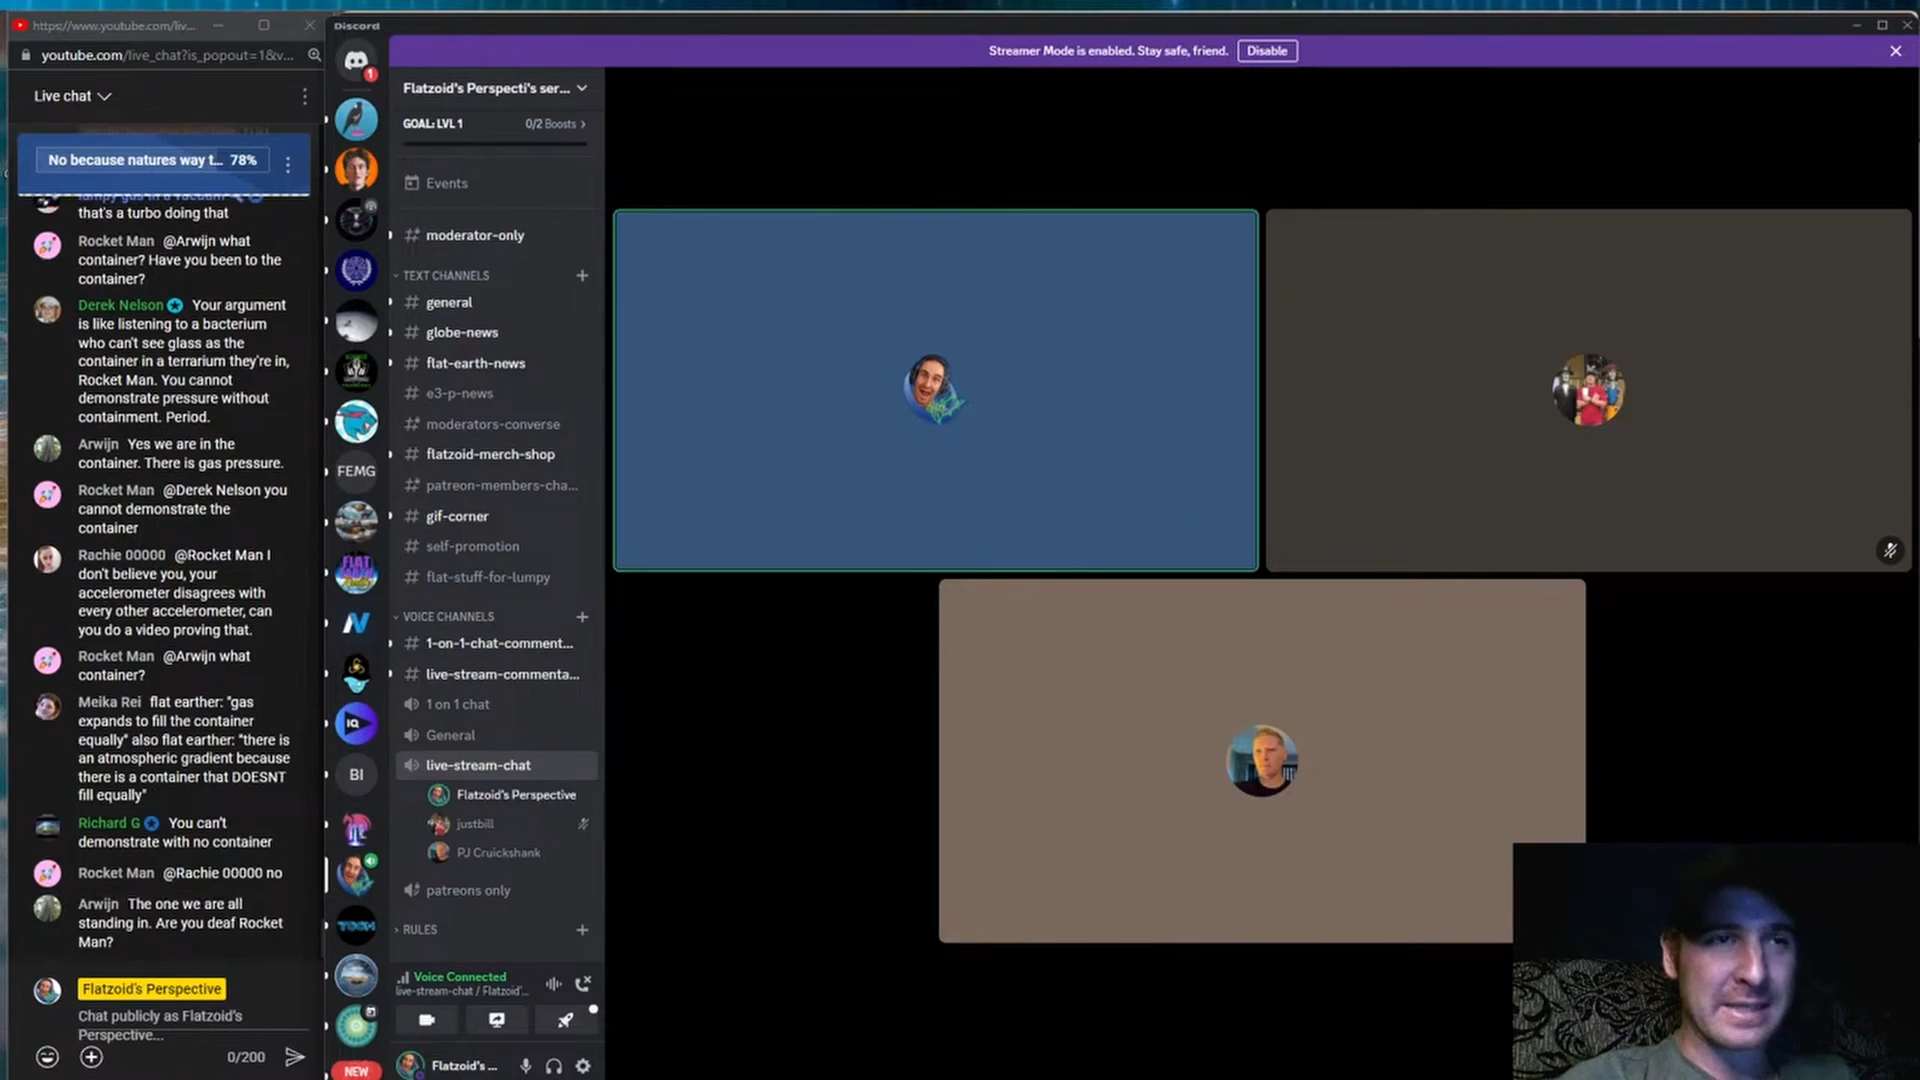 https://www.youtube.com/liv...
youtube.com/live_chat?is_popout=1&v...
Live chat
No because natures way t... 78%
that's a turbo doing that
Rocket Man @Arwijn what
container? Have you been to the
container?
Derek Nelson Your argument
is like listening to a bacterium
who can't see glass as the
container in a terrarium they're in,
Rocket Man. You cannot
demonstrate pressure without
containment. Period.
Arwijn Yes we are in the
container. There is gas pressure.
Rocket Man @Derek Nelson you
cannot demonstrate the
container
Rachie 00000 @Rocket Man I
don't believe you, your
accelerometer disagrees with
every other accelerometer, can
you do a video proving that.
Rocket Man @Arwijn what
container?
Meika Rei flat earther: "gas
expands to fill the container
equally" also flat earther: "there is
an atmospheric gradient because
there is a container that DOESNT
fill equally"
Richard G You can't
demonstrate with no container
Rocket Man @Rachie 00000 no
Arwijn The one we are all
standing in. Are you deaf Rocket
Man?
Flatzoid's Perspective
Chat publicly as Flatzoid's
Perspective...
0/200
Discord
1
FEMG
IQ
BI
NEW
Streamer Mode is enabled. Stay safe, friend. Disable
Flatzoid's Perspecti's ser...
GOAL: LVL 1 0/2 Boosts
Events
moderator-only
TEXT CHANNELS
general
globe-news
flat-earth-news
e3-p-news
moderators-converse
flatzoid-merch-shop
patreon-members-cha...
gif-corner
self-promotion
flat-stuff-for-lumpy
VOICE CHANNELS
1-on-1-chat-comment...
live-stream-commenta...
1 on 1 chat
General
live-stream-chat
Flatzoid's Perspective
justbill
PJ Cruickshank
patreons only
RULES
Voice Connected
live-stream-chat / Flatzoid'...
Flatzoid's ...